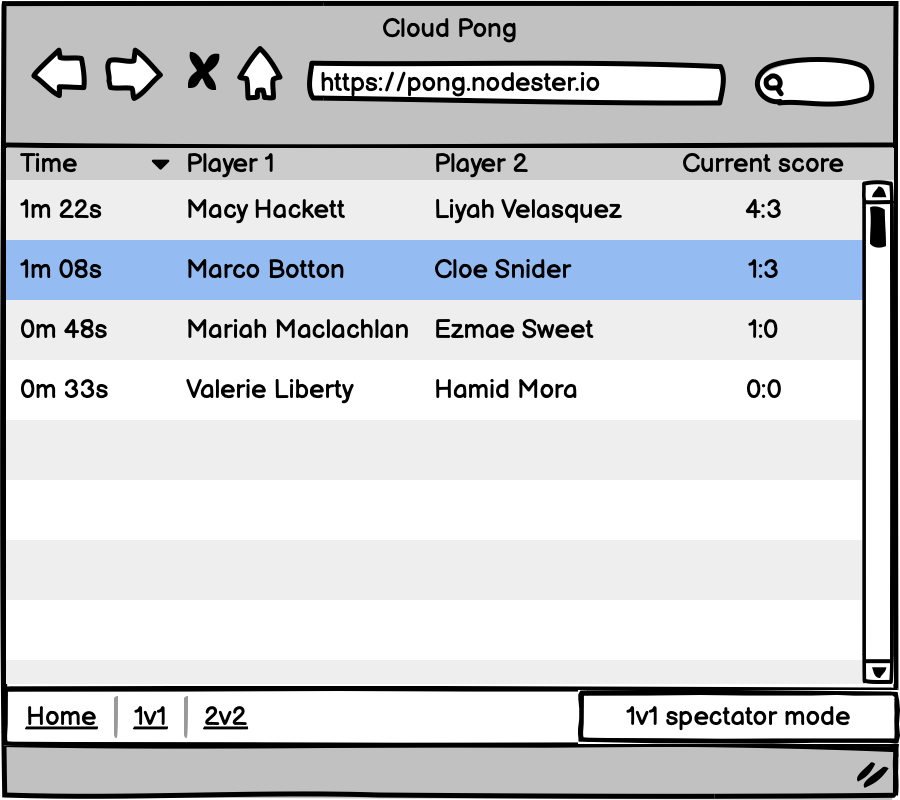 Cloud Pong
https://pong.nodester.io
Time Player 1 Player 2 Current score
1m 22s Macy Hackett Liyah Velasquez 4:3
1m 08s Marco Botton Cloe Snider 1:3
0m 48s Mariah Maclachlan Ezmae Sweet 1:0
0m 33s Valerie Liberty Hamid Mora 0:0
Home 1v1 2v2 1v1 spectator mode